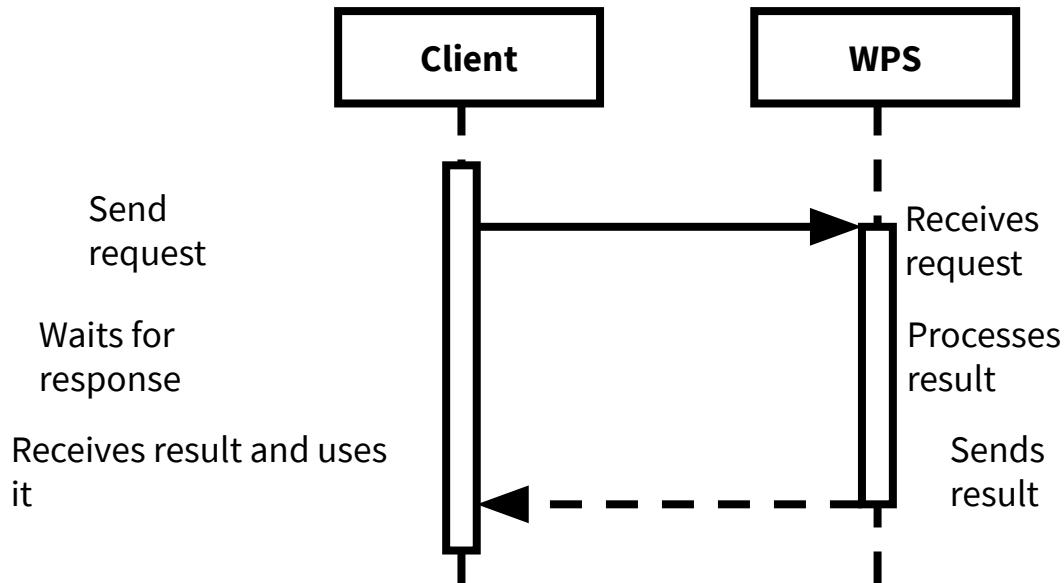 Client
WPS
Send
request
Receives
request
Waits for
response
Processes
result
Receives result and uses
it
Sends
result